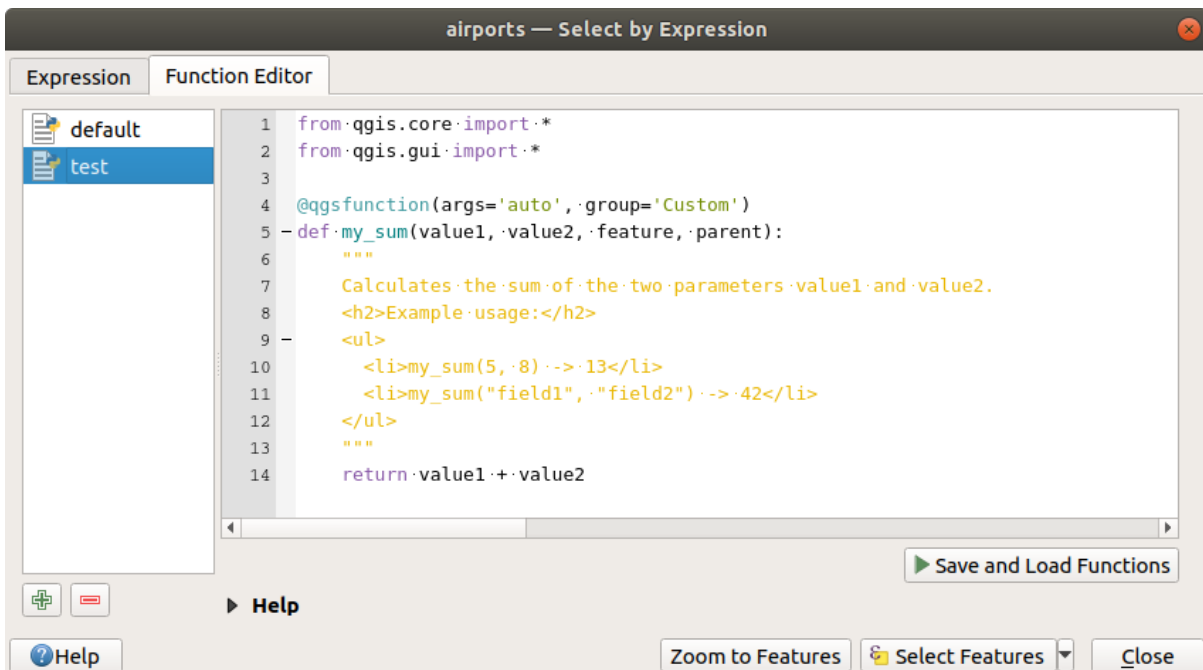 airports — Select by Expression
Expression
Function Editor
default
test
1 from qgis.core import *
2 from qgis.gui import *
3
4 @qgsfunction(args='auto', group='Custom')
5 def my_sum(value1, value2, feature, parent):
6     """
7     Calculates the sum of the two parameters value1 and value2.
8     <h2>Example usage:</h2>
9     <ul>
10       <li>my_sum(5, 8) -> 13</li>
11       <li>my_sum("field1", "field2") -> 42</li>
12     </ul>
13     """
14     return value1 + value2
Save and Load Functions
Help
Help
Zoom to Features
Select Features
Close